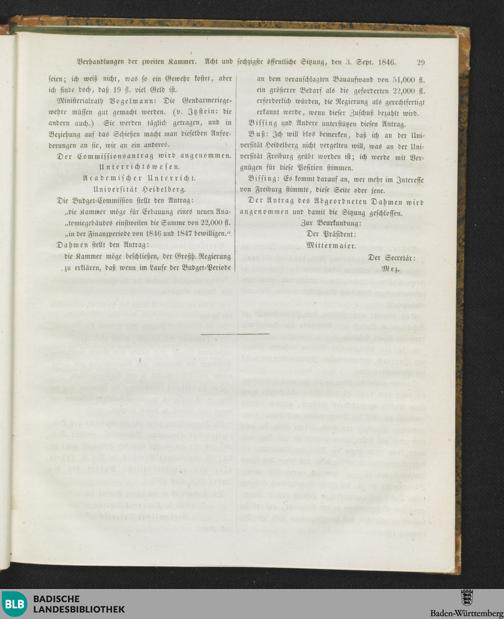 Verhandlungen der zweiten Kammer. Acht und sechzigste öffentliche Sitzung, den 3. Sept. 1846. 29
seien; ich weiß nicht, was so ein Gewehr kostet, aber
ich finde doch, daß 19 fl. viel Geld ist.
Ministerialrath Vogelmann: Die Gendarmeriege-
wehre müssen gut gemacht werden. (v. Itzstein: die
andern auch.) Sie werden täglich getragen, und in
Beziehung auf das Schießen macht man dieselben Anfor-
derungen an sie, wie an ein anderes.
Der Commissionsantrag wird angenommen.
Unterrichtswesen.
Academischer Unterricht.
Universität Heidelberg.
Die Budget-Commission stellt den Antrag:
„die Kammer möge für Erbauung eines neuen Ana-
„tomiegebäudes einstweilen die Summe von 22,000 fl.
„in der Finanzperiode von 1846 und 1847 bewilligen."
Dahmen stellt den Antrag:
die Kammer möge beschließen, der Großh. Regierung
zu erklären, daß wenn im Laufe der Budget-Periode
an dem veranschlagten Bauaufwand von 51,000 fl.
ein größerer Bedarf als die geforderten 22,000 fl.
erforderlich würden, die Regierung als gerechtfertigt
erkannt werde, wenn dieser Zuschuß bezahlt wird.
Bissing und Andere unterstützen diesen Antrag.
Buß: Ich will blos bemerken, daß ich an der Uni-
versität Heidelberg nicht vergelten will, was an der Uni-
versität Freiburg geübt worden ist; ich werde mit Ver-
gnügen für diese Position stimmen.
Bissing: Es kommt darauf an, wer mehr im Interesse
von Freiburg stimmte, diese Seite oder jene.
Der Antrag des Abgeordneten Dahmen wird
angenommen und damit die Sitzung geschlossen.
Zur Beurkundung:
Der Präsident:
Mittermaier.
Der Secretär:
Mez.
BLB BADISCHE
LANDESBIBLIOTHEK
Baden-Württemberg